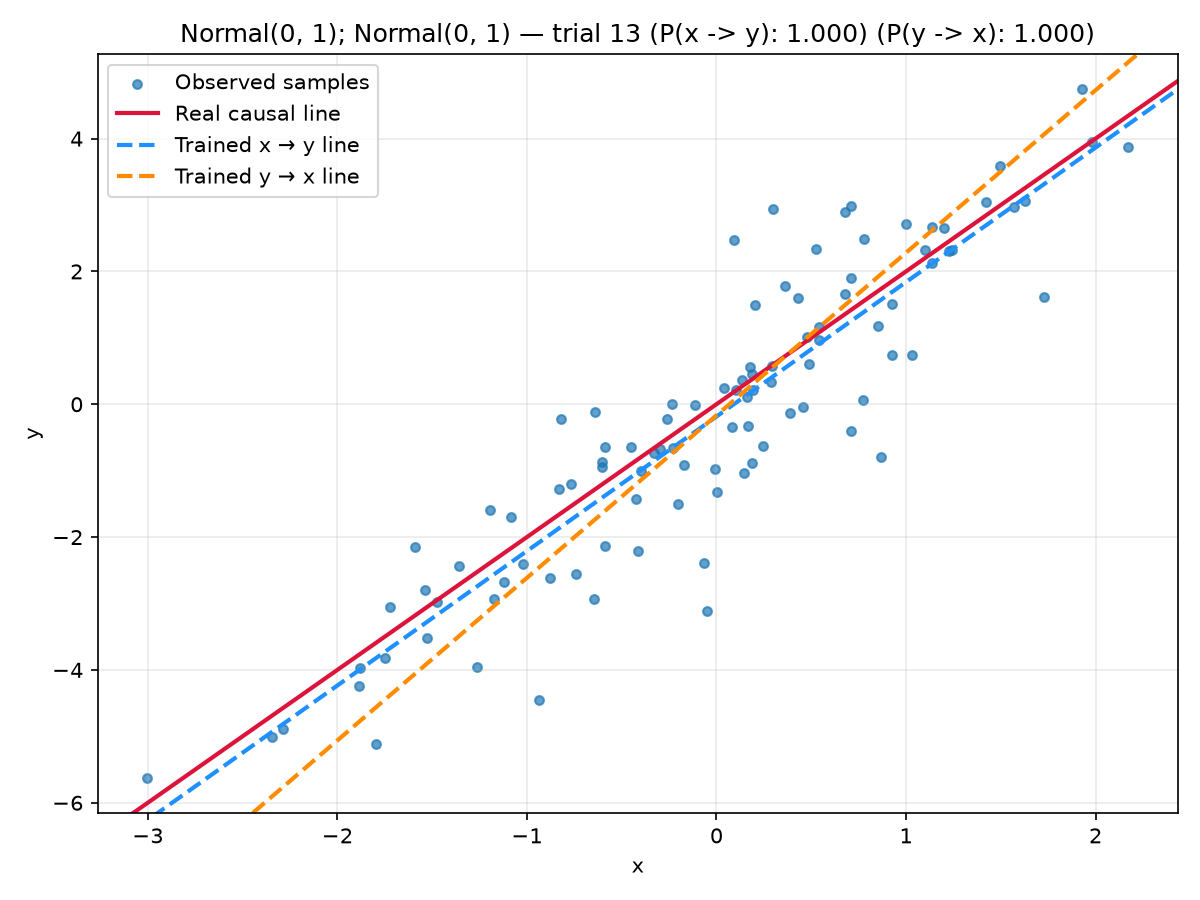 Normal(0, 1); Normal(0, 1) — trial 13 (P(x -> y): 1.000) (P(y -> x): 1.000)
Observed samples
Real causal line
Trained x → y line
Trained y → x line
4
2
0
−2
−4
−6
y
−3
−2
−1
0
1
2
x